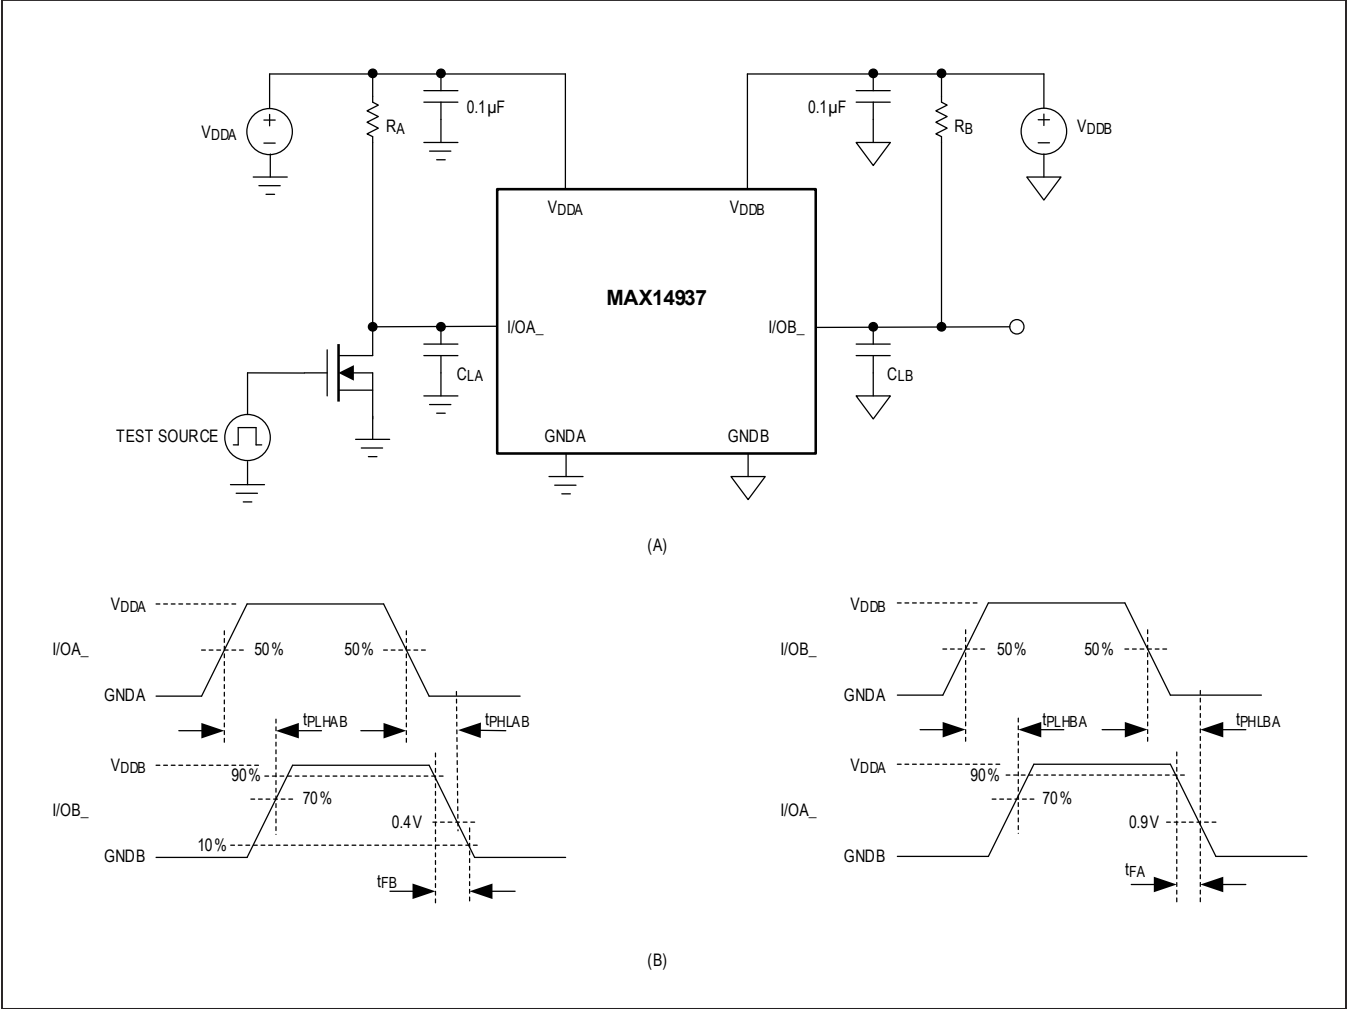 0.1µF
0.1µF
VDDA
RA
RB
VDDB
VDDA
VDDB
MAX14937
I/OA_
I/OB_
CLA
CLB
TEST SOURCE
GNDA
GNDB
(A)
VDDA
I/OA_
50%
50%
GNDA
tPLHAB
tPHLAB
VDDB
90%
I/OB_
70%
0.4V
10%
GNDB
tFB
VDDB
I/OB_
50%
50%
GNDA
tPLHBA
tPHLBA
VDDA
90%
I/OA_
70%
0.9V
GNDB
tFA
(B)